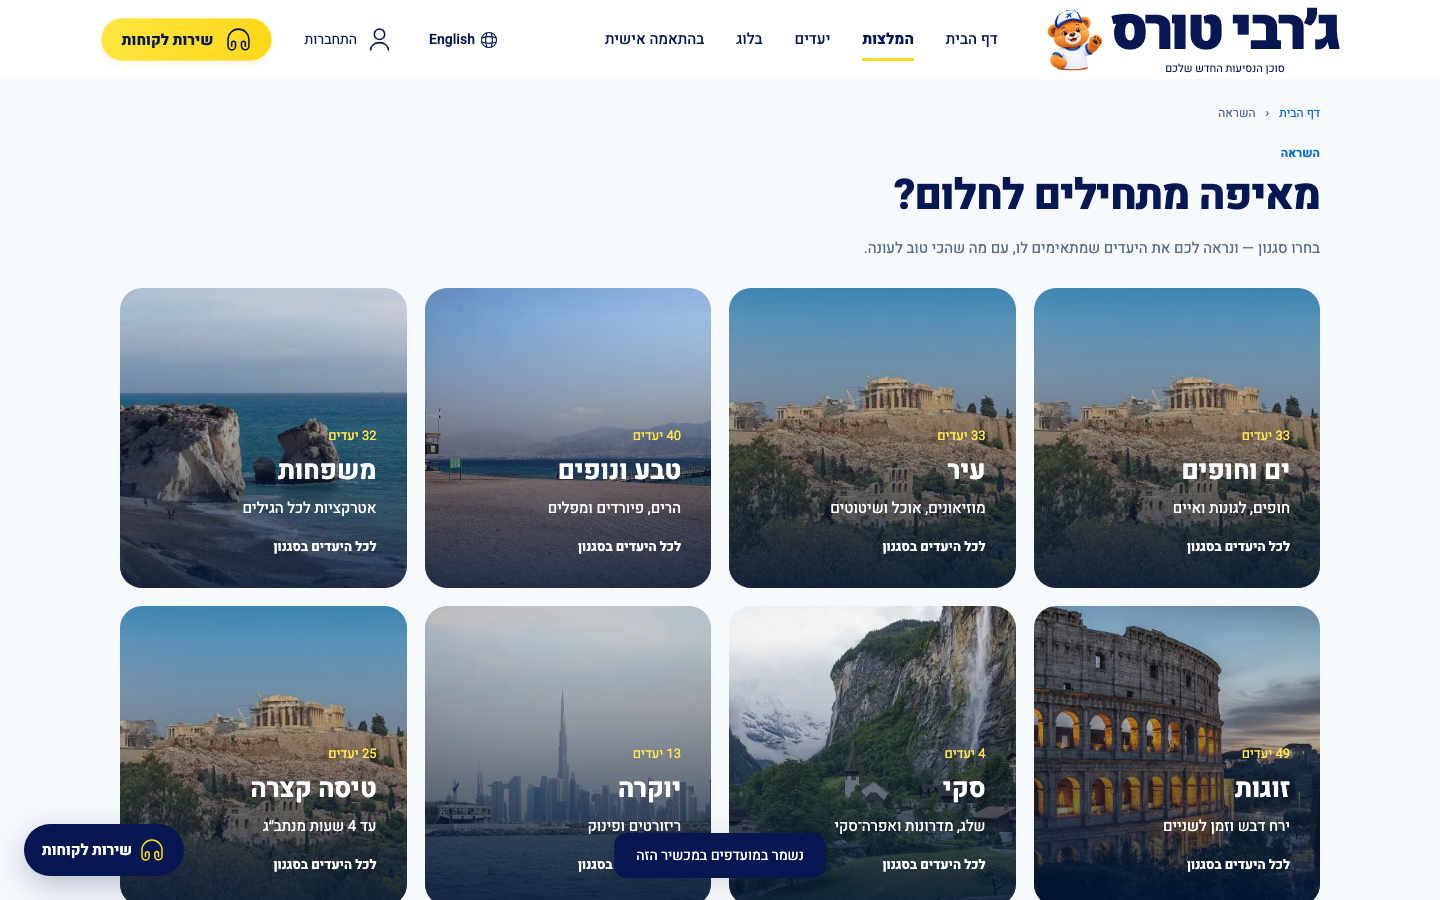 ג'רבי טורס
סוכן הנסיעות החדש שלכם
דף הבית
המלצות
יעדים
בלוג
בהתאמה אישית
English
התחברות
שירות לקוחות
דף הבית › השראה
השראה
מאיפה מתחילים לחלום?
בחרו סגנון — ונראה לכם את היעדים שמתאימים לו, עם מה שהכי טוב לעונה.
33 יעדים
ים וחופים
חופים, לגונות ואיים
לכל היעדים בסגנון
33 יעדים
עיר
מוזיאונים, אוכל ושיטוטים
לכל היעדים בסגנון
40 יעדים
טבע ונופים
הרים, פיורדים ומפלים
לכל היעדים בסגנון
32 יעדים
משפחות
אטרקציות לכל הגילים
לכל היעדים בסגנון
49 יעדים
זוגות
ירח דבש וזמן לשניים
לכל היעדים בסגנון
4 יעדים
סקי
שלג, מדרונות ואפרה־סקי
לכל היעדים בסגנון
13 יעדים
יוקרה
ריזורטים ופינוק
בסגנון
25 יעדים
טיסה קצרה
עד 4 שעות מנתב״ג
לכל היעדים בסגנון
נשמר במועדפים במכשיר הזה
שירות לקוחות